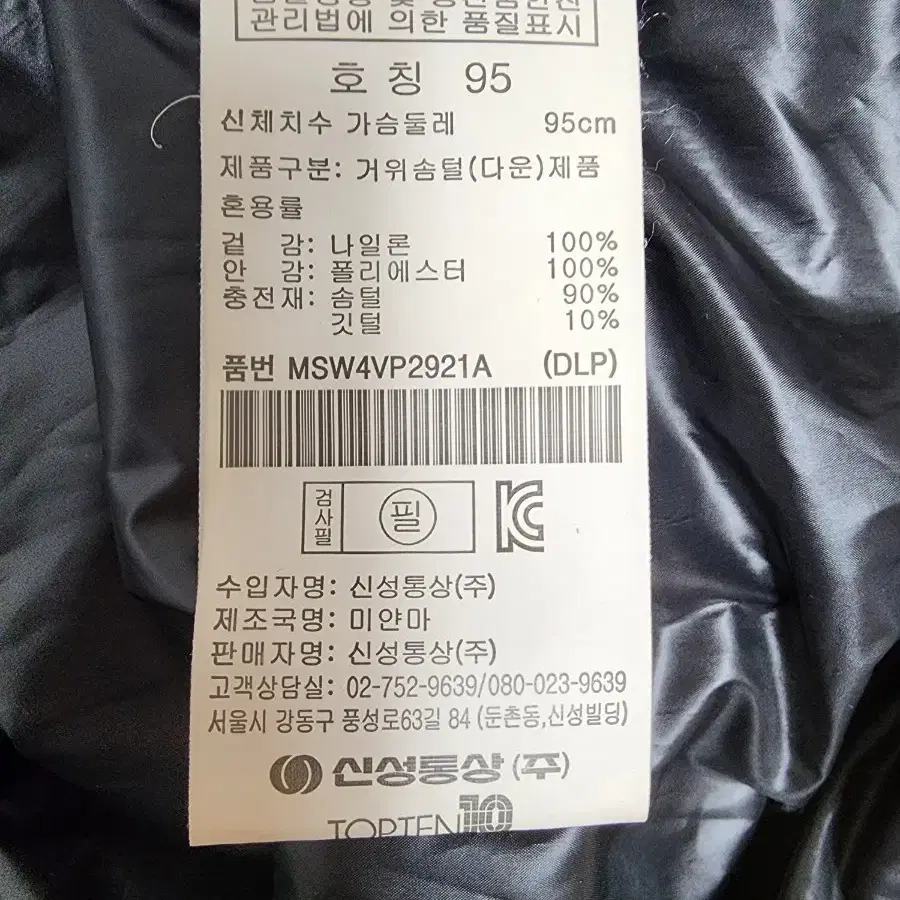 관리법에 의한 품질표시
호칭 95
신체치수 가슴둘레 95cm
제품구분: 거위솜털(다운)제품
혼용률
겉 감: 나일론 100%
안 감: 폴리에스터 100%
충전재: 솜털 90%
깃털 10%
품번 MSW4VP2921A (DLP)
검사필 필
수입자명: 신성통상(주)
제조국명: 미얀마
판매자명: 신성통상(주)
고객상담실: 02-752-9639/080-023-9639
서울시 강동구 풍성로63길 84 (둔촌동,신성빌딩)
신성통상(주)
TOPTEN10